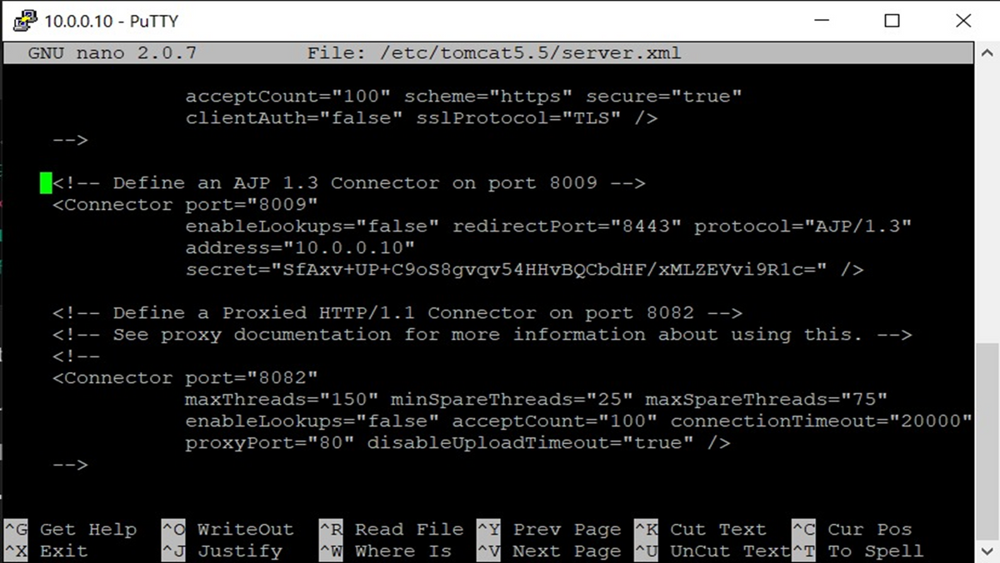 10.0.0.10 - PuTTY
GNU nano 2.0.7 File: /etc/tomcat5.5/server.xml
acceptCount="100" scheme="https" secure="true"
clientAuth="false" sslProtocol="TLS" />
-->
<!-- Define an AJP 1.3 Connector on port 8009 -->
<Connector port="8009"
enableLookups="false" redirectPort="8443" protocol="AJP/1.3"
address="10.0.0.10"
secret="SfAxv+UP+C9oS8gvqv54HHvBQCbdHF/xMLZEVvi9R1c=" />
<!-- Define a Proxied HTTP/1.1 Connector on port 8082 -->
<!-- See proxy documentation for more information about using this. -->
<!--
<Connector port="8082"
maxThreads="150" minSpareThreads="25" maxSpareThreads="75"
enableLookups="false" acceptCount="100" connectionTimeout="20000"
proxyPort="80" disableUploadTimeout="true" />
-->
^G Get Help ^O WriteOut ^R Read File ^Y Prev Page ^K Cut Text ^C Cur Pos
^X Exit ^J Justify ^W Where Is ^V Next Page ^U UnCut Text ^T To Spell